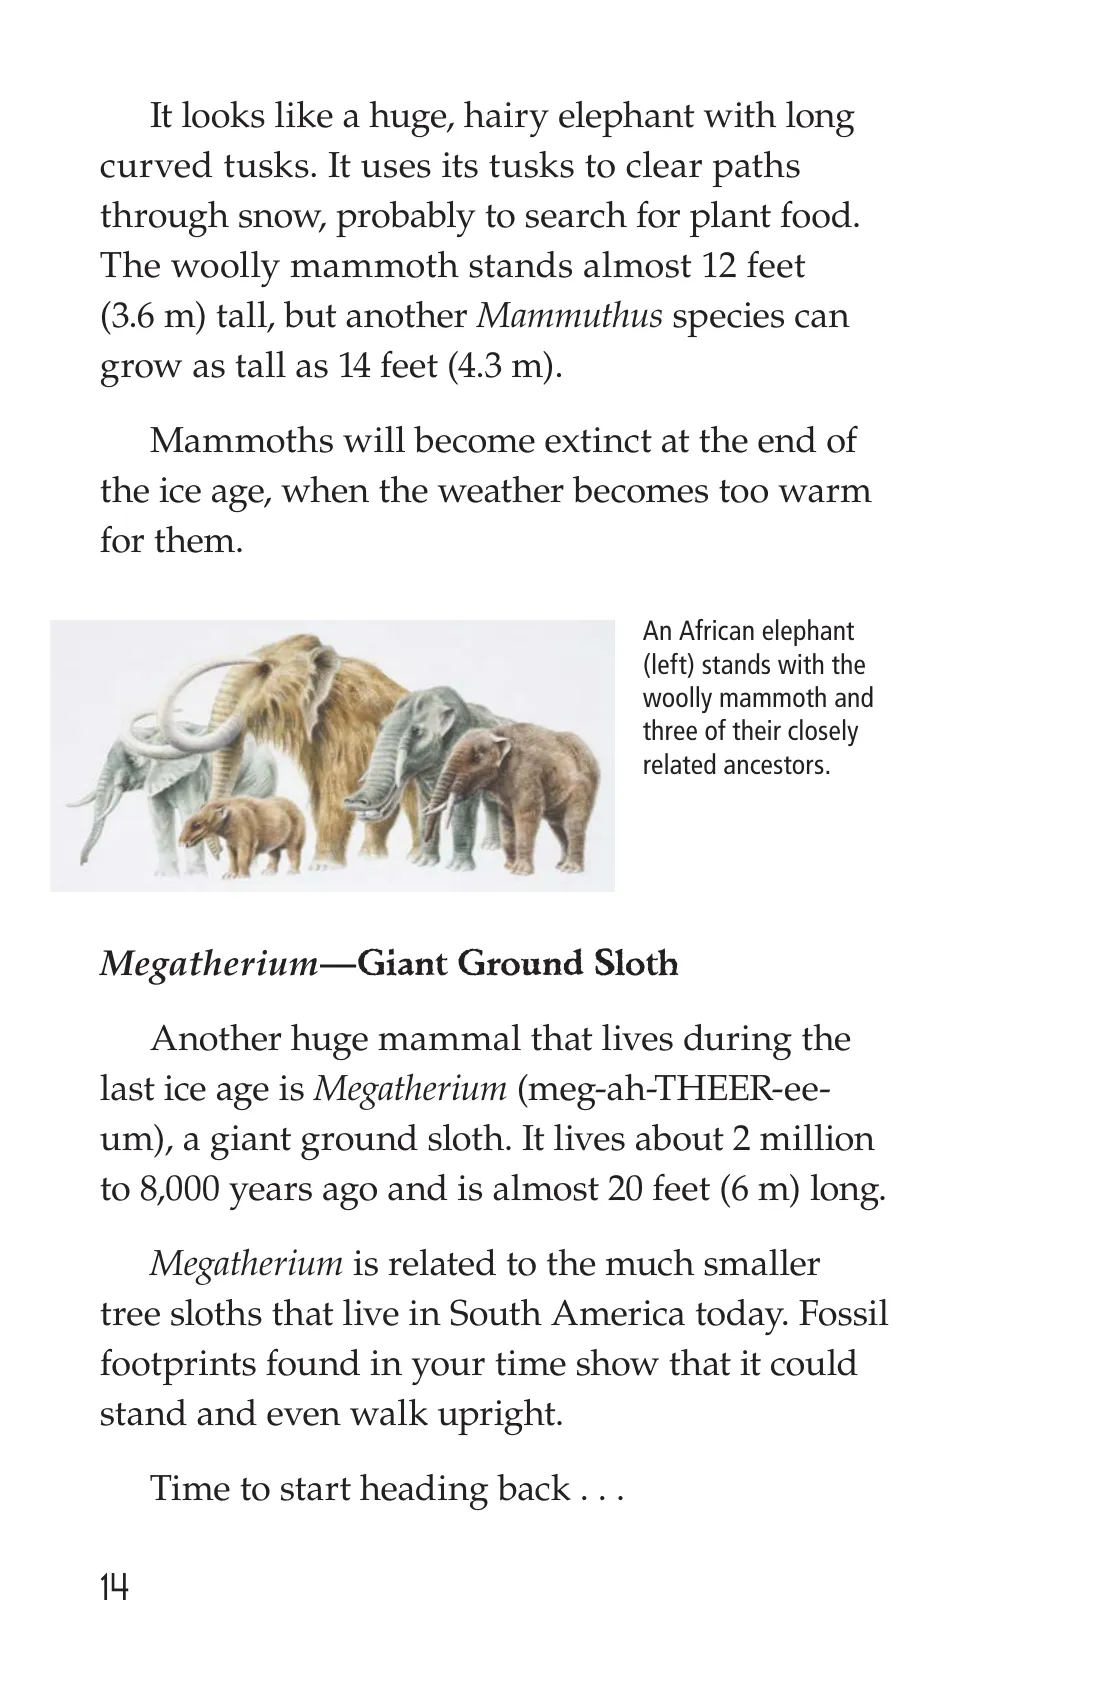 It looks like a huge, hairy elephant with long
curved tusks. It uses its tusks to clear paths
through snow, probably to search for plant food.
The woolly mammoth stands almost 12 feet
(3.6 m) tall, but another Mammuthus species can
grow as tall as 14 feet (4.3 m).
Mammoths will become extinct at the end of
the ice age, when the weather becomes too warm
for them.
An African elephant
(left) stands with the
woolly mammoth and
three of their closely
related ancestors.
Megatherium—Giant Ground Sloth
Another huge mammal that lives during the
last ice age is Megatherium (meg-ah-THEER-ee-
um), a giant ground sloth. It lives about 2 million
to 8,000 years ago and is almost 20 feet (6 m) long.
Megatherium is related to the much smaller
tree sloths that live in South America today. Fossil
footprints found in your time show that it could
stand and even walk upright.
Time to start heading back . . .
14